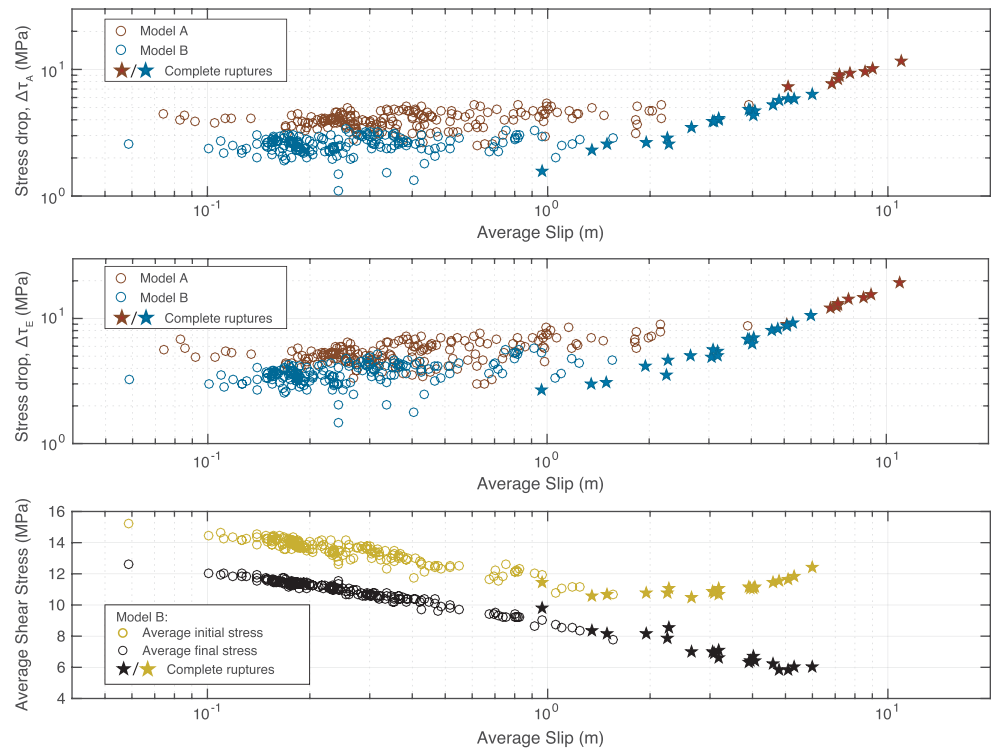 Stress drop, Δτ_A (MPa)
10^1
10^0
Model A
Model B
/ Complete ruptures
10^-1
10^0
10^1
Average Slip (m)
Stress drop, Δτ_E (MPa)
10^1
10^0
Model A
Model B
/ Complete ruptures
10^-1
10^0
10^1
Average Slip (m)
Average Shear Stress (MPa)
16
14
12
10
8
6
4
Model B:
Average initial stress
Average final stress
/ Complete ruptures
10^-1
10^0
10^1
Average Slip (m)